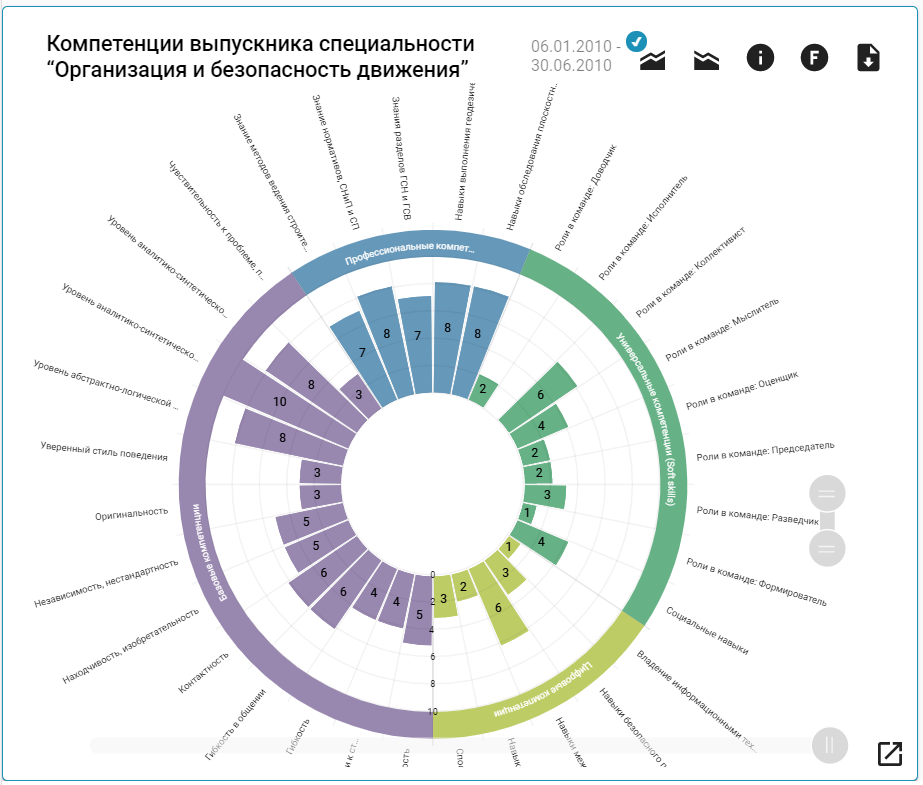 Компетенции выпускника специальности
“Организация и безопасность движения”
06.01.2010 -
30.06.2010
F
Профессиональные компет...
Универсальные компетенции (Soft skills)
Цифровые компетенции
Базовые компетенции
Навыки обследования плоскостн..
Роли в команде: Доводчик
Роли в команде: Исполнитель
Роли в команде: Коллективист
Роли в команде: Мыслитель
Роли в команде: Оценщик
Роли в команде: Председатель
Роли в команде: Разведчик
Роли в команде: Формирователь
Социальные навыки
Владение информационными тех...
Навыки безопасного
Навыки
Навык
Гибкость
Гибкость в общении
Контактность
Находчивость, изобретательность
Независимость, нестандартность
Оригинальность
Уверенный стиль поведения
Уровень абстрактно-логической ...
Уровень аналитико-синтетическо...
Уровень аналитико-синтетическо...
Чувствительность к проблеме, п...
Знание методов ведения строите...
Знание нормативов, СНиП и СП
Знания разделов ГСН и ГСВ
Навыки выполнения
7
8
7
8
8
2
6
4
2
2
3
1
4
1
3
6
2
3
5
4
4
6
6
5
5
3
3
8
10
8
3
0
2
4
6
8
10